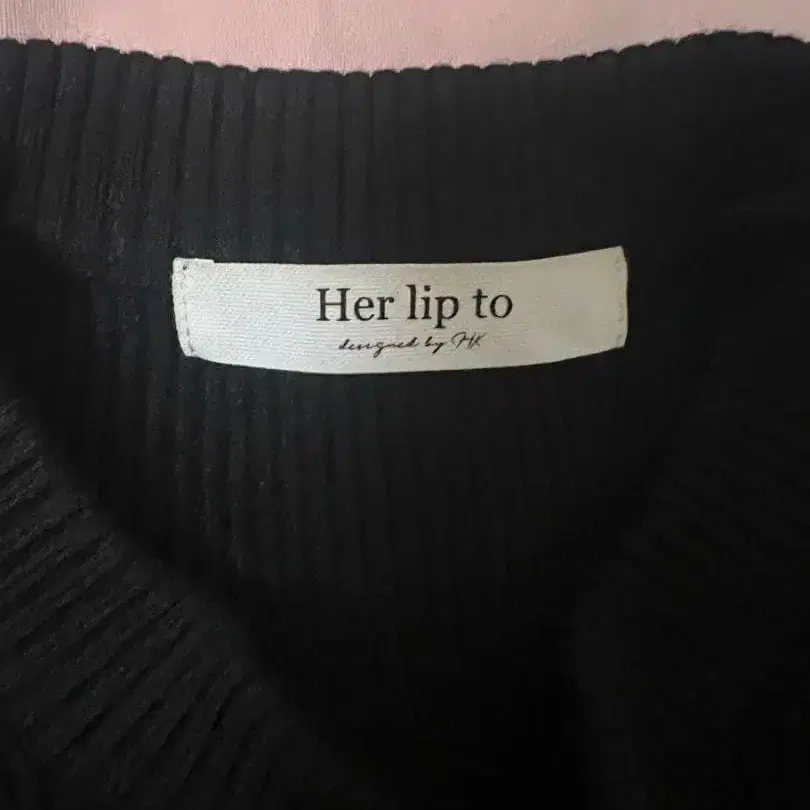 Her lip to
designed by HK